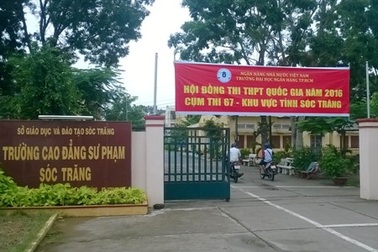 NGÂN HÀNG NHÀ NƯỚC VIỆT NAM
TRƯỜNG ĐẠI HỌC NGÂN HÀNG TP.HCM
HỘI ĐỒNG THI THPT QUỐC GIA NĂM 2016
CỤM THI 67 - KHU VỰC TỈNH SÓC TRĂNG
SỞ GIÁO DỤC VÀ ĐÀO TẠO SÓC TRĂNG
TRƯỜNG CAO ĐẲNG SƯ PHẠM
SÓC TRĂNG